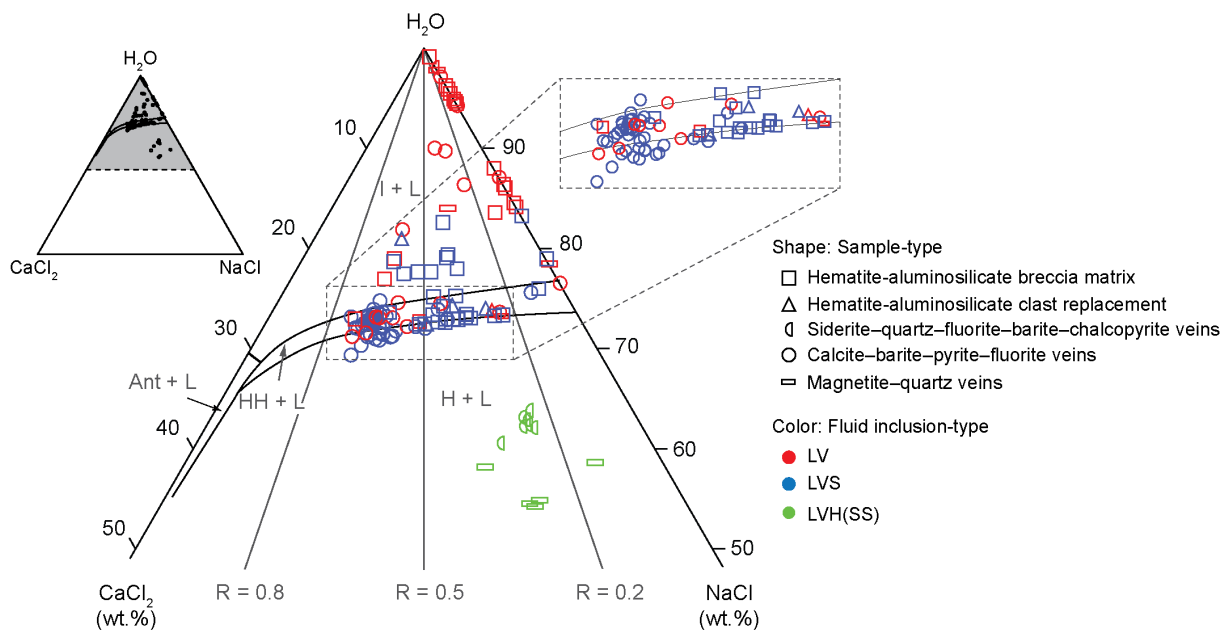 H₂O
CaCl₂
NaCl
H₂O
10
20
30
40
50
90
80
70
60
50
I + L
Ant + L
HH + L
H + L
CaCl₂
(wt.%)
R = 0.8
R = 0.5
R = 0.2
NaCl
(wt.%)
Shape: Sample-type
Hematite-aluminosilicate breccia matrix
Hematite-aluminosilicate clast replacement
Siderite–quartz–fluorite–barite–chalcopyrite veins
Calcite–barite–pyrite–fluorite veins
Magnetite–quartz veins
Color: Fluid inclusion-type
LV
LVS
LVH(SS)